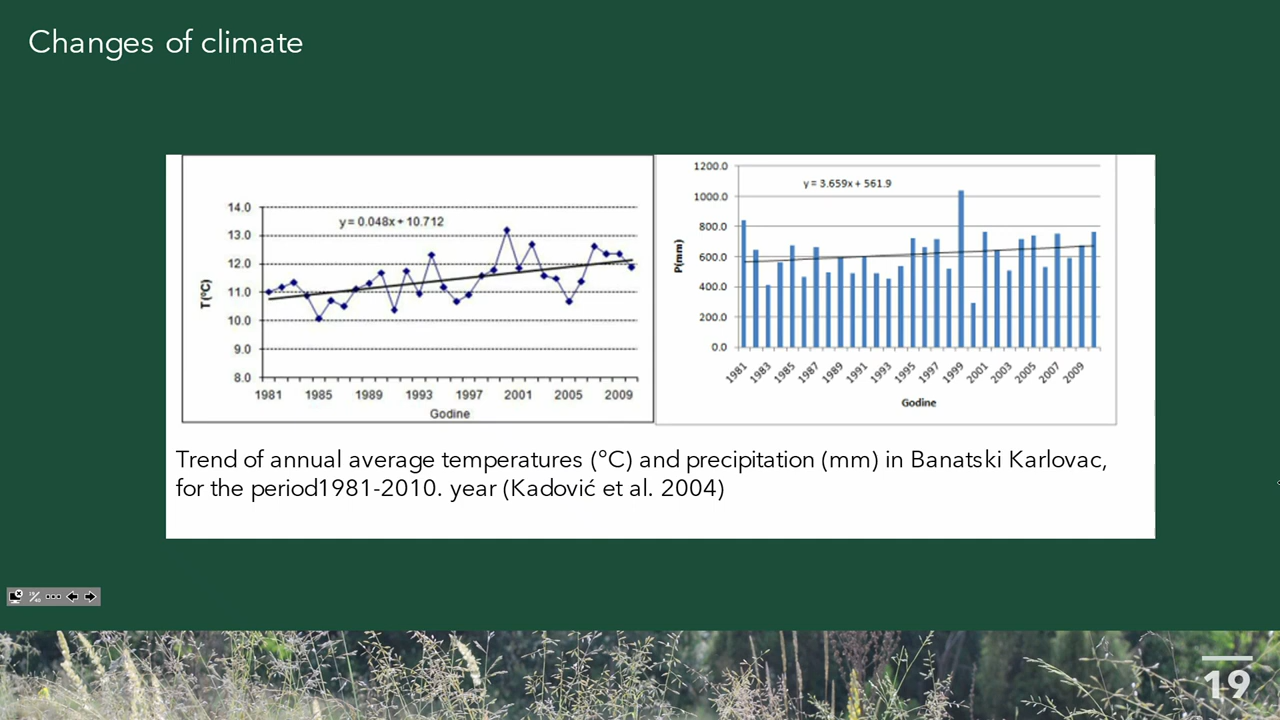 Changes of climate
14.0
13.0
12.0
11.0
10.0
9.0
8.0
T(ºC)
y = 0.048x + 10.712
1981 1985 1989 1993 1997 2001 2005 2009
Godine
1200.0
1000.0
800.0
600.0
400.0
200.0
0.0
P(mm)
y = 3.659x + 561.9
1981 1983 1985 1987 1989 1991 1993 1995 1997 1999 2001 2003 2005 2007 2009
Godine
Trend of annual average temperatures (°C) and precipitation (mm) in Banatski Karlovac,
for the period1981-2010. year (Kadović et al. 2004)
19